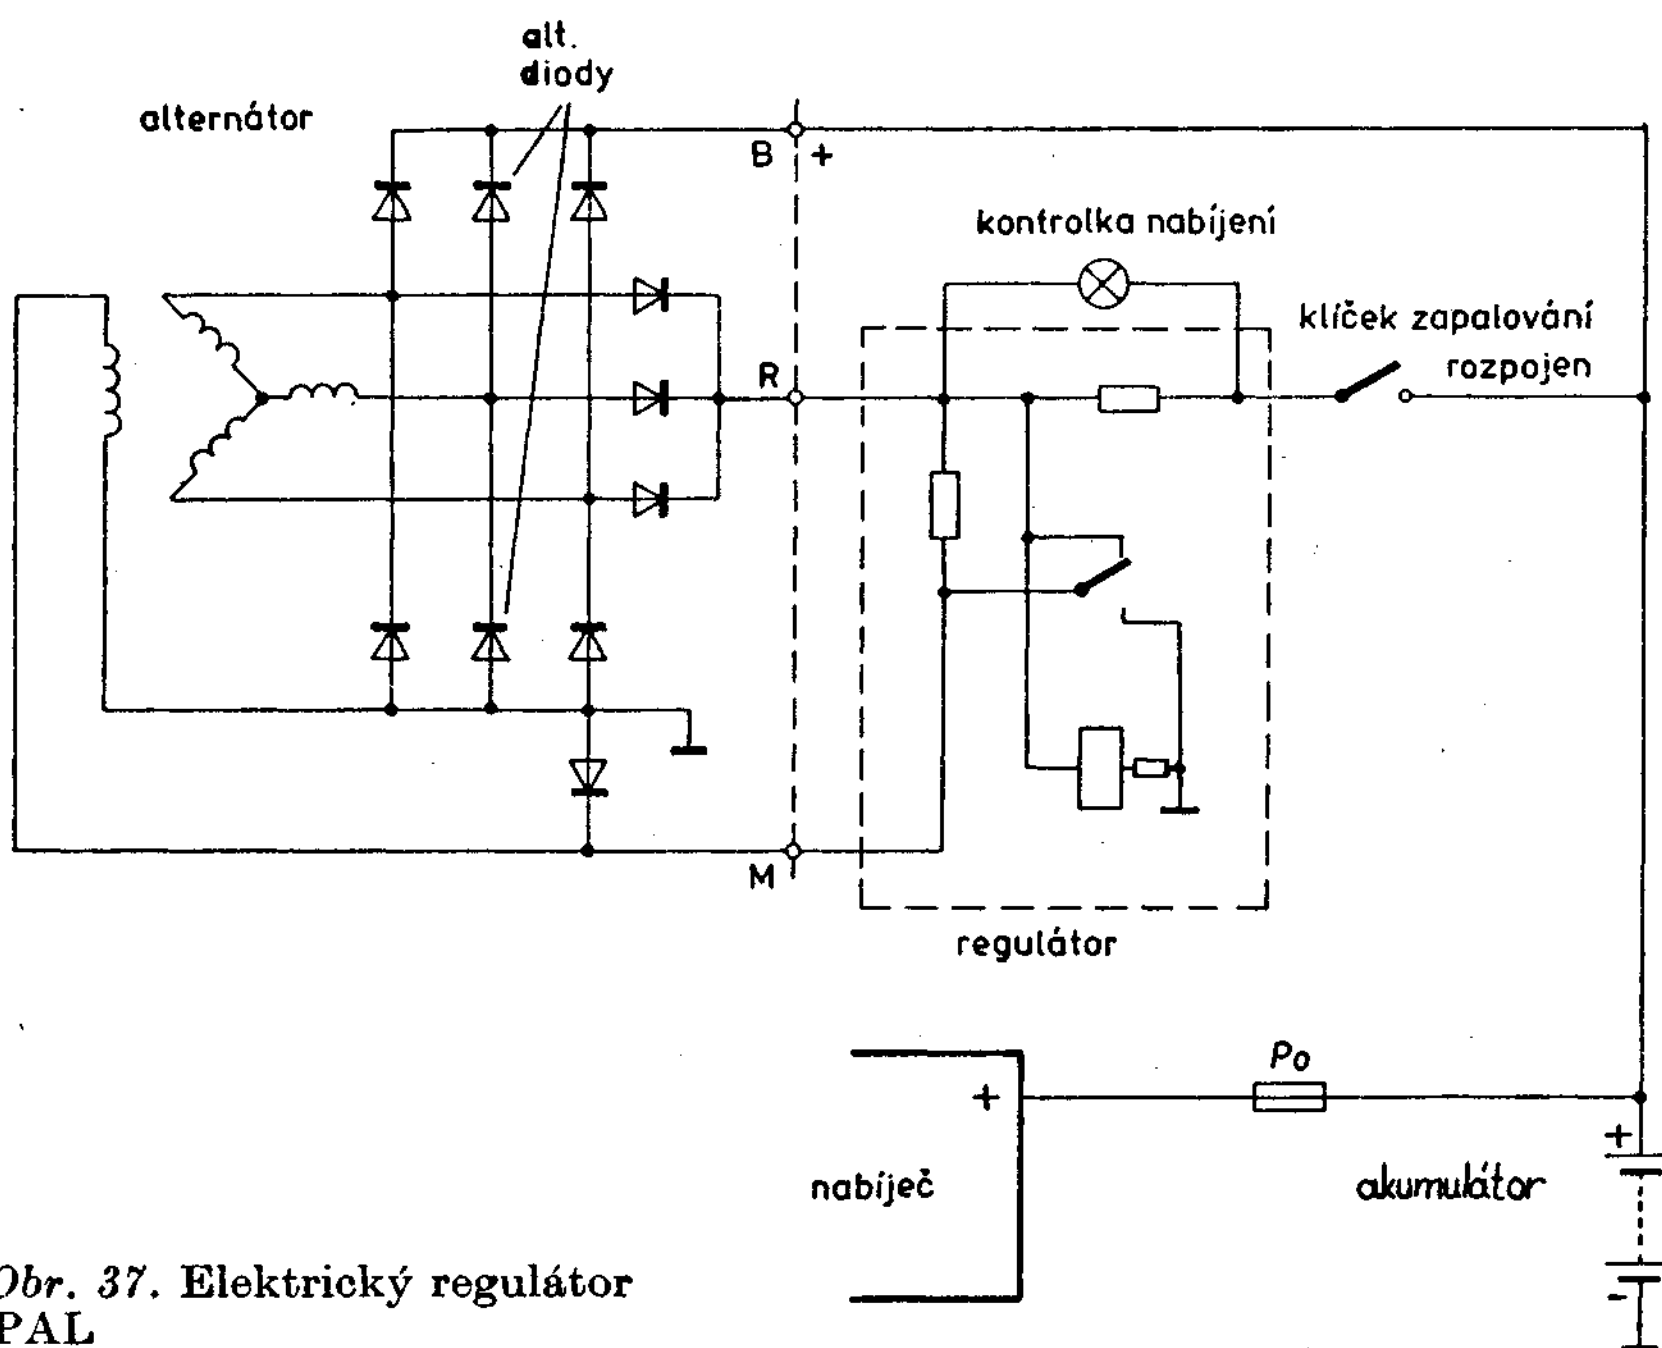 alt.
diody
alternátor
B +
kontrolka nabíjení
klíček zapalování
rozpojen
R
M
regulátor
Po
+
+
nabíječ
akumulátor
-
Obr. 37. Elektrický regulátor
PAL